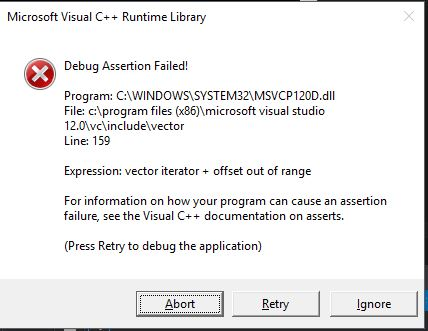 Microsoft Visual C++ Runtime Library
Debug Assertion Failed!
Program: C:\WINDOWS\SYSTEM32\MSVCP120D.dll
File: c:\program files (x86)\microsoft visual studio
12.0\vc\include\vector
Line: 159
Expression: vector iterator + offset out of range
For information on how your program can cause an assertion
failure, see the Visual C++ documentation on asserts.
(Press Retry to debug the application)
Abort
Retry
Ignore